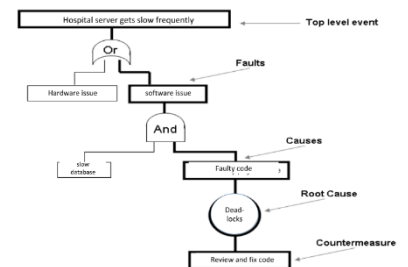 Hospital server gets slow frequently
Top level event
Or
Faults
Hardware issue
software issue
And
Causes
slow
database
Faulty code
Root Cause
Dead-
locks
Countermeasure
Review and fix code